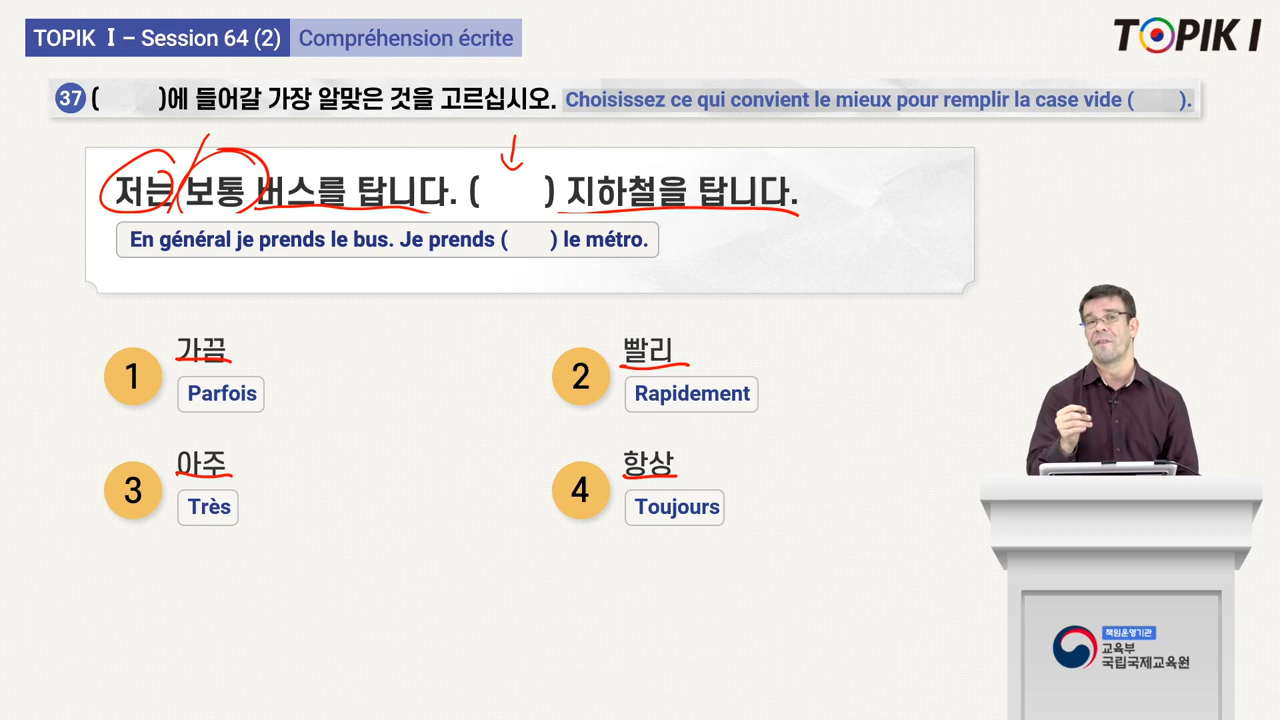 TOPIK Ⅰ – Session 64 (2) Compréhension écrite
TOPIK I
37 ( )에 들어갈 가장 알맞은 것을 고르십시오. Choisissez ce qui convient le mieux pour remplir la case vide ( ).
저는 보통 버스를 탑니다. ( ) 지하철을 탑니다.
En général je prends le bus. Je prends ( ) le métro.
1 가끔
Parfois
2 빨리
Rapidement
3 아주
Très
4 항상
Toujours
책임운영기관
교육부
국립국제교육원